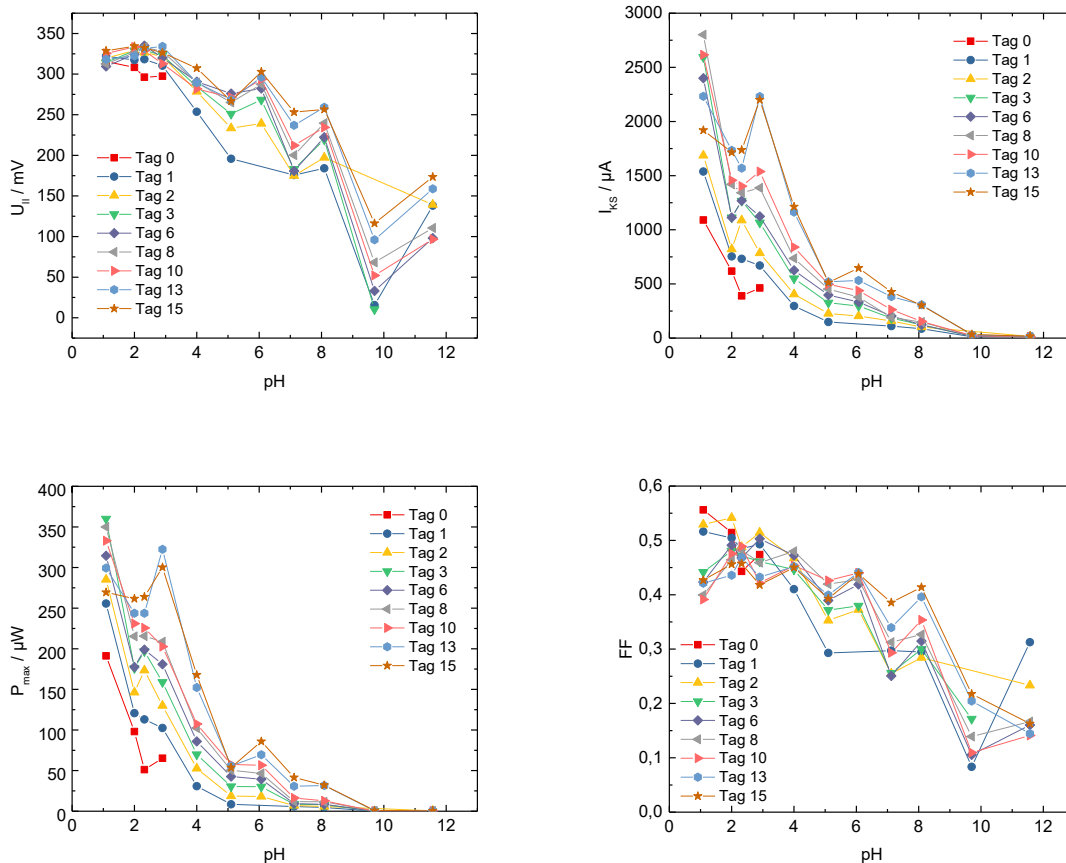 350
300
250
200
150
100
50
0
U_ll / mV
Tag 0
Tag 1
Tag 2
Tag 3
Tag 6
Tag 8
Tag 10
Tag 13
Tag 15
0 2 4 6 8 10 12
pH
3000
2500
2000
1500
1000
500
0
I_KS / µA
Tag 0
Tag 1
Tag 2
Tag 3
Tag 6
Tag 8
Tag 10
Tag 13
Tag 15
0 2 4 6 8 10 12
pH
400
350
300
250
200
150
100
50
0
P_max / µW
Tag 0
Tag 1
Tag 2
Tag 3
Tag 6
Tag 8
Tag 10
Tag 13
Tag 15
0 2 4 6 8 10 12
pH
0,6
0,5
0,4
0,3
0,2
0,1
0,0
FF
Tag 0
Tag 1
Tag 2
Tag 3
Tag 6
Tag 8
Tag 10
Tag 13
Tag 15
0 2 4 6 8 10 12
pH